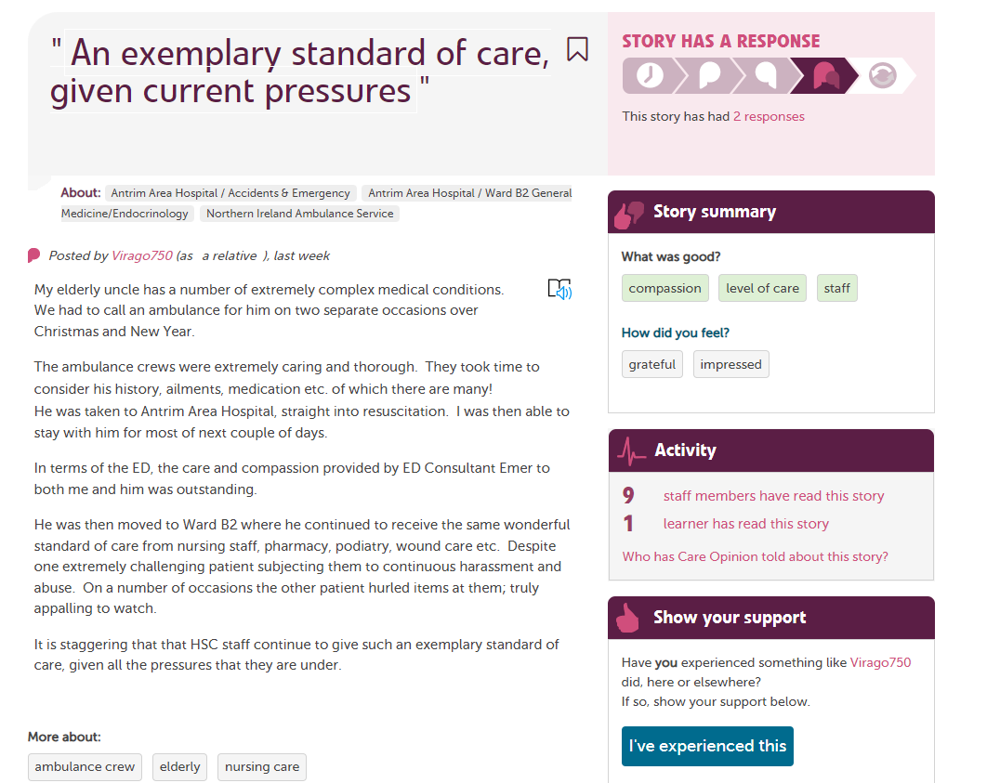 " An exemplary standard of care,
given current pressures "
STORY HAS A RESPONSE
This story has had 2 responses
About: Antrim Area Hospital / Accidents & Emergency Antrim Area Hospital / Ward B2 General
Medicine/Endocrinology Northern Ireland Ambulance Service
Posted by Virago750 (as a relative ), last week
My elderly uncle has a number of extremely complex medical conditions.
We had to call an ambulance for him on two separate occasions over
Christmas and New Year.
The ambulance crews were extremely caring and thorough. They took time to
consider his history, ailments, medication etc. of which there are many!
He was taken to Antrim Area Hospital, straight into resuscitation. I was then able to
stay with him for most of next couple of days.
In terms of the ED, the care and compassion provided by ED Consultant Emer to
both me and him was outstanding.
He was then moved to Ward B2 where he continued to receive the same wonderful
standard of care from nursing staff, pharmacy, podiatry, wound care etc. Despite
one extremely challenging patient subjecting them to continuous harassment and
abuse. On a number of occasions the other patient hurled items at them; truly
appalling to watch.
It is staggering that that HSC staff continue to give such an exemplary standard of
care, given all the pressures that they are under.
More about:
ambulance crew elderly nursing care
Story summary
What was good?
compassion level of care staff
How did you feel?
grateful impressed
Activity
9 staff members have read this story
1 learner has read this story
Who has Care Opinion told about this story?
Show your support
Have you experienced something like Virago750
did, here or elsewhere?
If so, show your support below.
I've experienced this